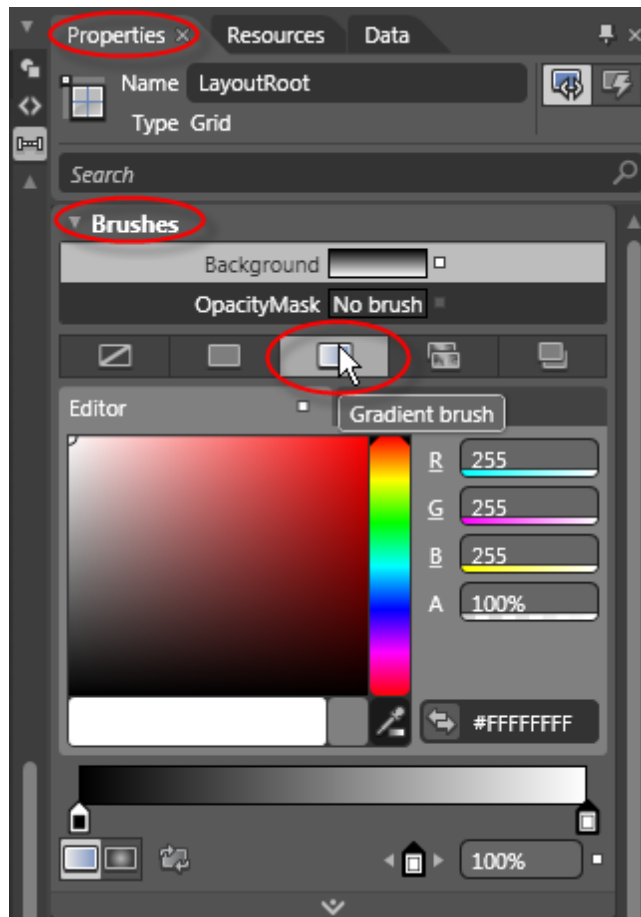 Properties Resources Data
Name LayoutRoot
Type Grid
Search
Brushes
Background
OpacityMask No brush
Editor
Gradient brush
R 255
G 255
B 255
A 100%
#FFFFFFFF
100%